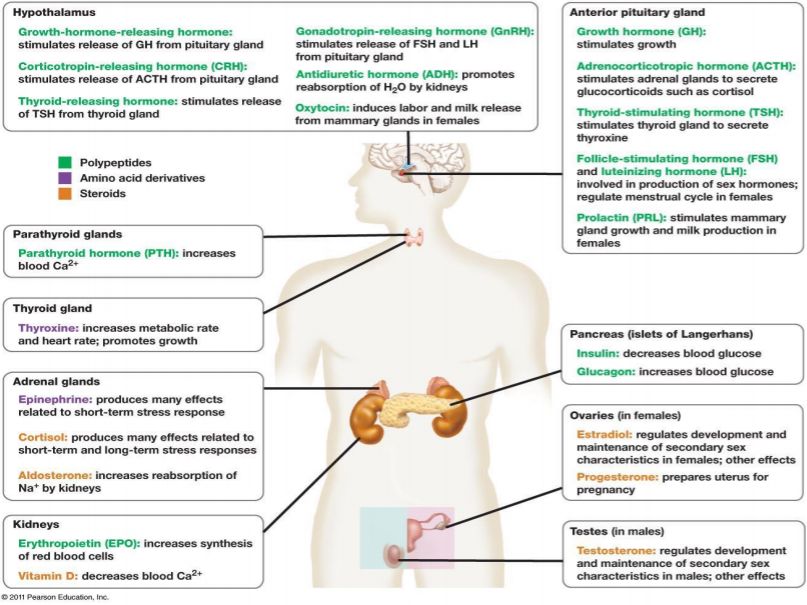 Hypothalamus
Growth-hormone-releasing hormone:
stimulates release of GH from pituitary gland
Corticotropin-releasing hormone (CRH):
stimulates release of ACTH from pituitary gland
Thyroid-releasing hormone: stimulates release
of TSH from thyroid gland
Gonadotropin-releasing hormone (GnRH):
stimulates release of FSH and LH
from pituitary gland
Antidiuretic hormone (ADH): promotes
reabsorption of H₂O by kidneys
Oxytocin: induces labor and milk release
from mammary glands in females
Anterior pituitary gland
Growth hormone (GH):
stimulates growth
Adrenocorticotropic hormone (ACTH):
stimulates adrenal glands to secrete
glucocorticoids such as cortisol
Thyroid-stimulating hormone (TSH):
stimulates thyroid gland to secrete
thyroxine
Follicle-stimulating hormone (FSH)
and luteinizing hormone (LH):
involved in production of sex hormones;
regulate menstrual cycle in females
Prolactin (PRL): stimulates mammary
gland growth and milk production in
females
Polypeptides
Amino acid derivatives
Steroids
Parathyroid glands
Parathyroid hormone (PTH): increases
blood Ca²⁺
Thyroid gland
Thyroxine: increases metabolic rate
and heart rate; promotes growth
Adrenal glands
Epinephrine: produces many effects
related to short-term stress response
Cortisol: produces many effects related to
short-term and long-term stress responses
Aldosterone: increases reabsorption of
Na⁺ by kidneys
Kidneys
Erythropoietin (EPO): increases synthesis
of red blood cells
Vitamin D: decreases blood Ca²⁺
Pancreas (islets of Langerhans)
Insulin: decreases blood glucose
Glucagon: increases blood glucose
Ovaries (in females)
Estradiol: regulates development and
maintenance of secondary sex
characteristics in females; other effects
Progesterone: prepares uterus for
pregnancy
Testes (in males)
Testosterone: regulates development
and maintenance of secondary sex
characteristics in males; other effects
© 2011 Pearson Education, Inc.